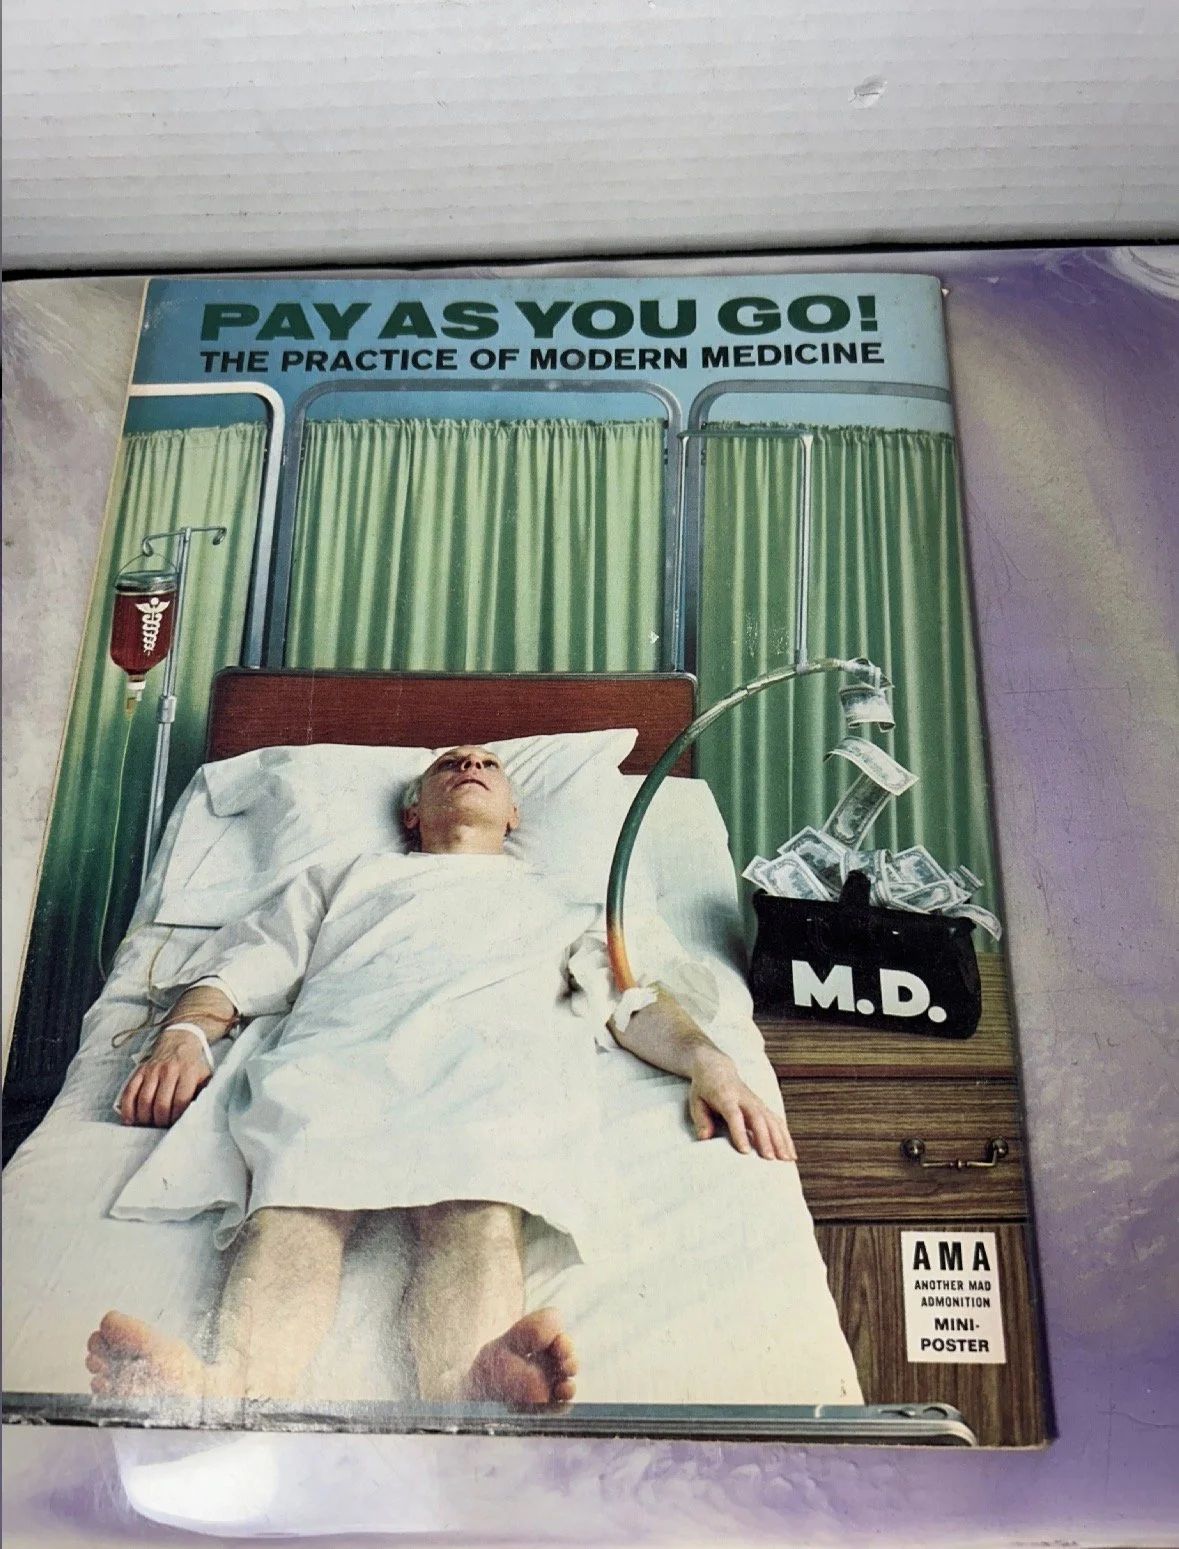 PAY AS YOU GO!
THE PRACTICE OF MODERN MEDICINE
M.D.
AMA
ANOTHER MAD
ADMONITION
MINI-
POSTER